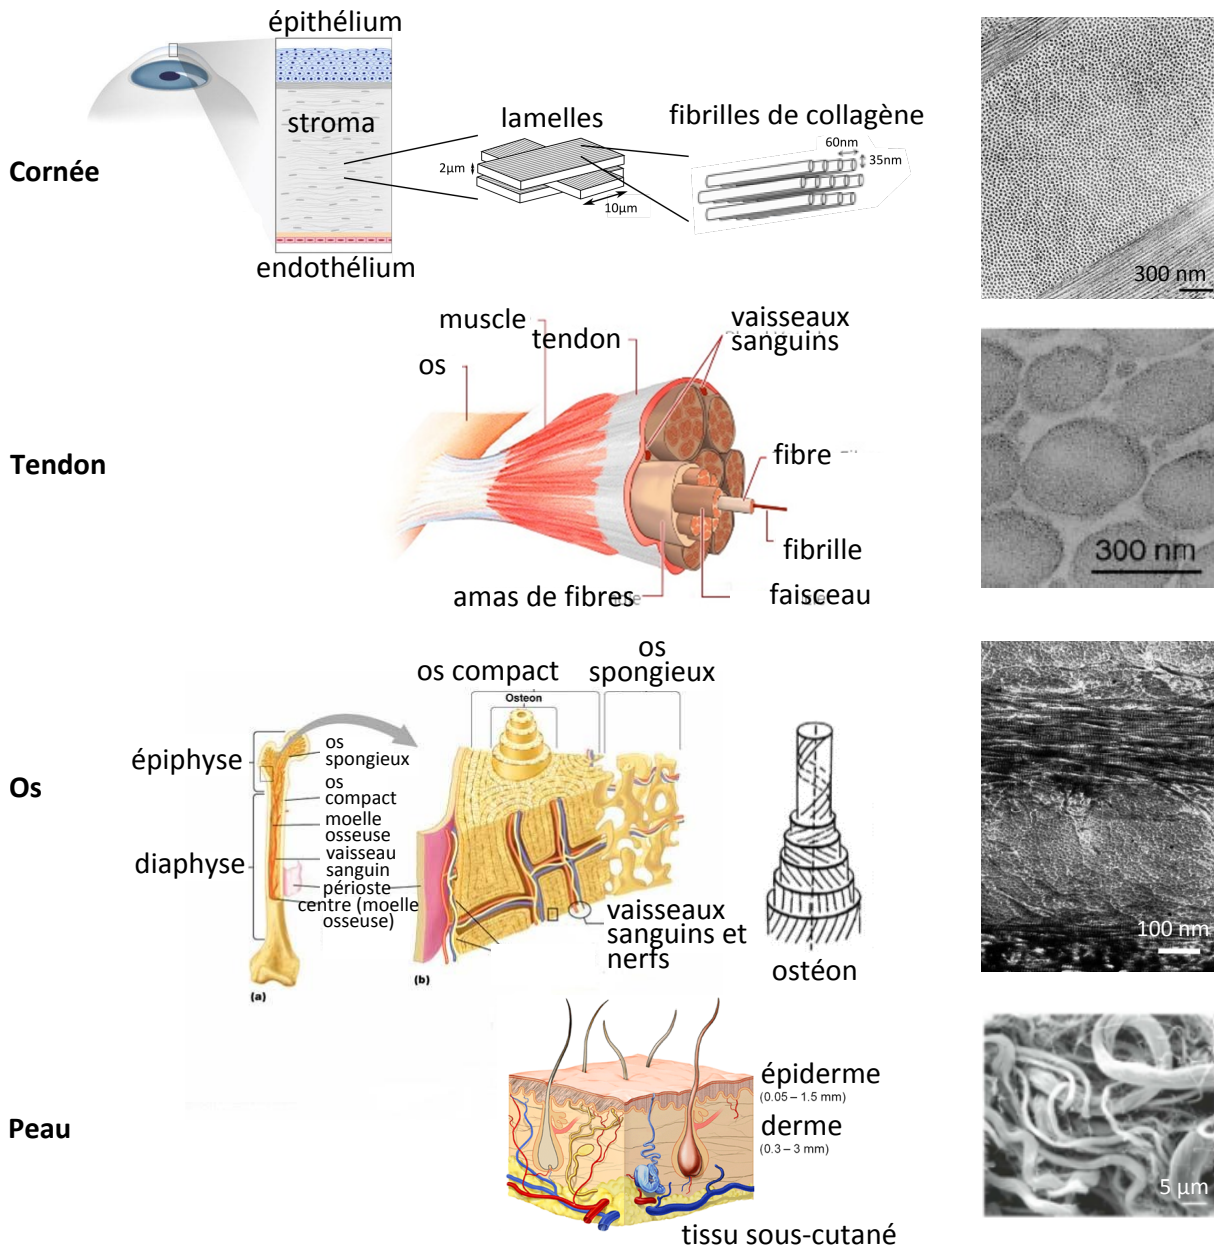 épithélium
stroma
endothélium
lamelles
2µm
10µm
fibrilles de collagène
60nm
35nm
Cornée
300 nm
muscle
tendon
os
vaisseaux
sanguins
fibre
fibrille
faisceau
amas de fibres
Tendon
300 nm
os compact
os
spongieux
Osteon
épiphyse
os
spongieux
os
compact
moelle
osseuse
vaisseau
sanguin
périoste
centre (moelle
osseuse)
diaphyse
Os
vaisseaux
sanguins et
nerfs
(a)
(b)
ostéon
100 nm
épiderme
(0.05 – 1.5 mm)
derme
(0.3 – 3 mm)
Peau
tissu sous-cutané
5 µm